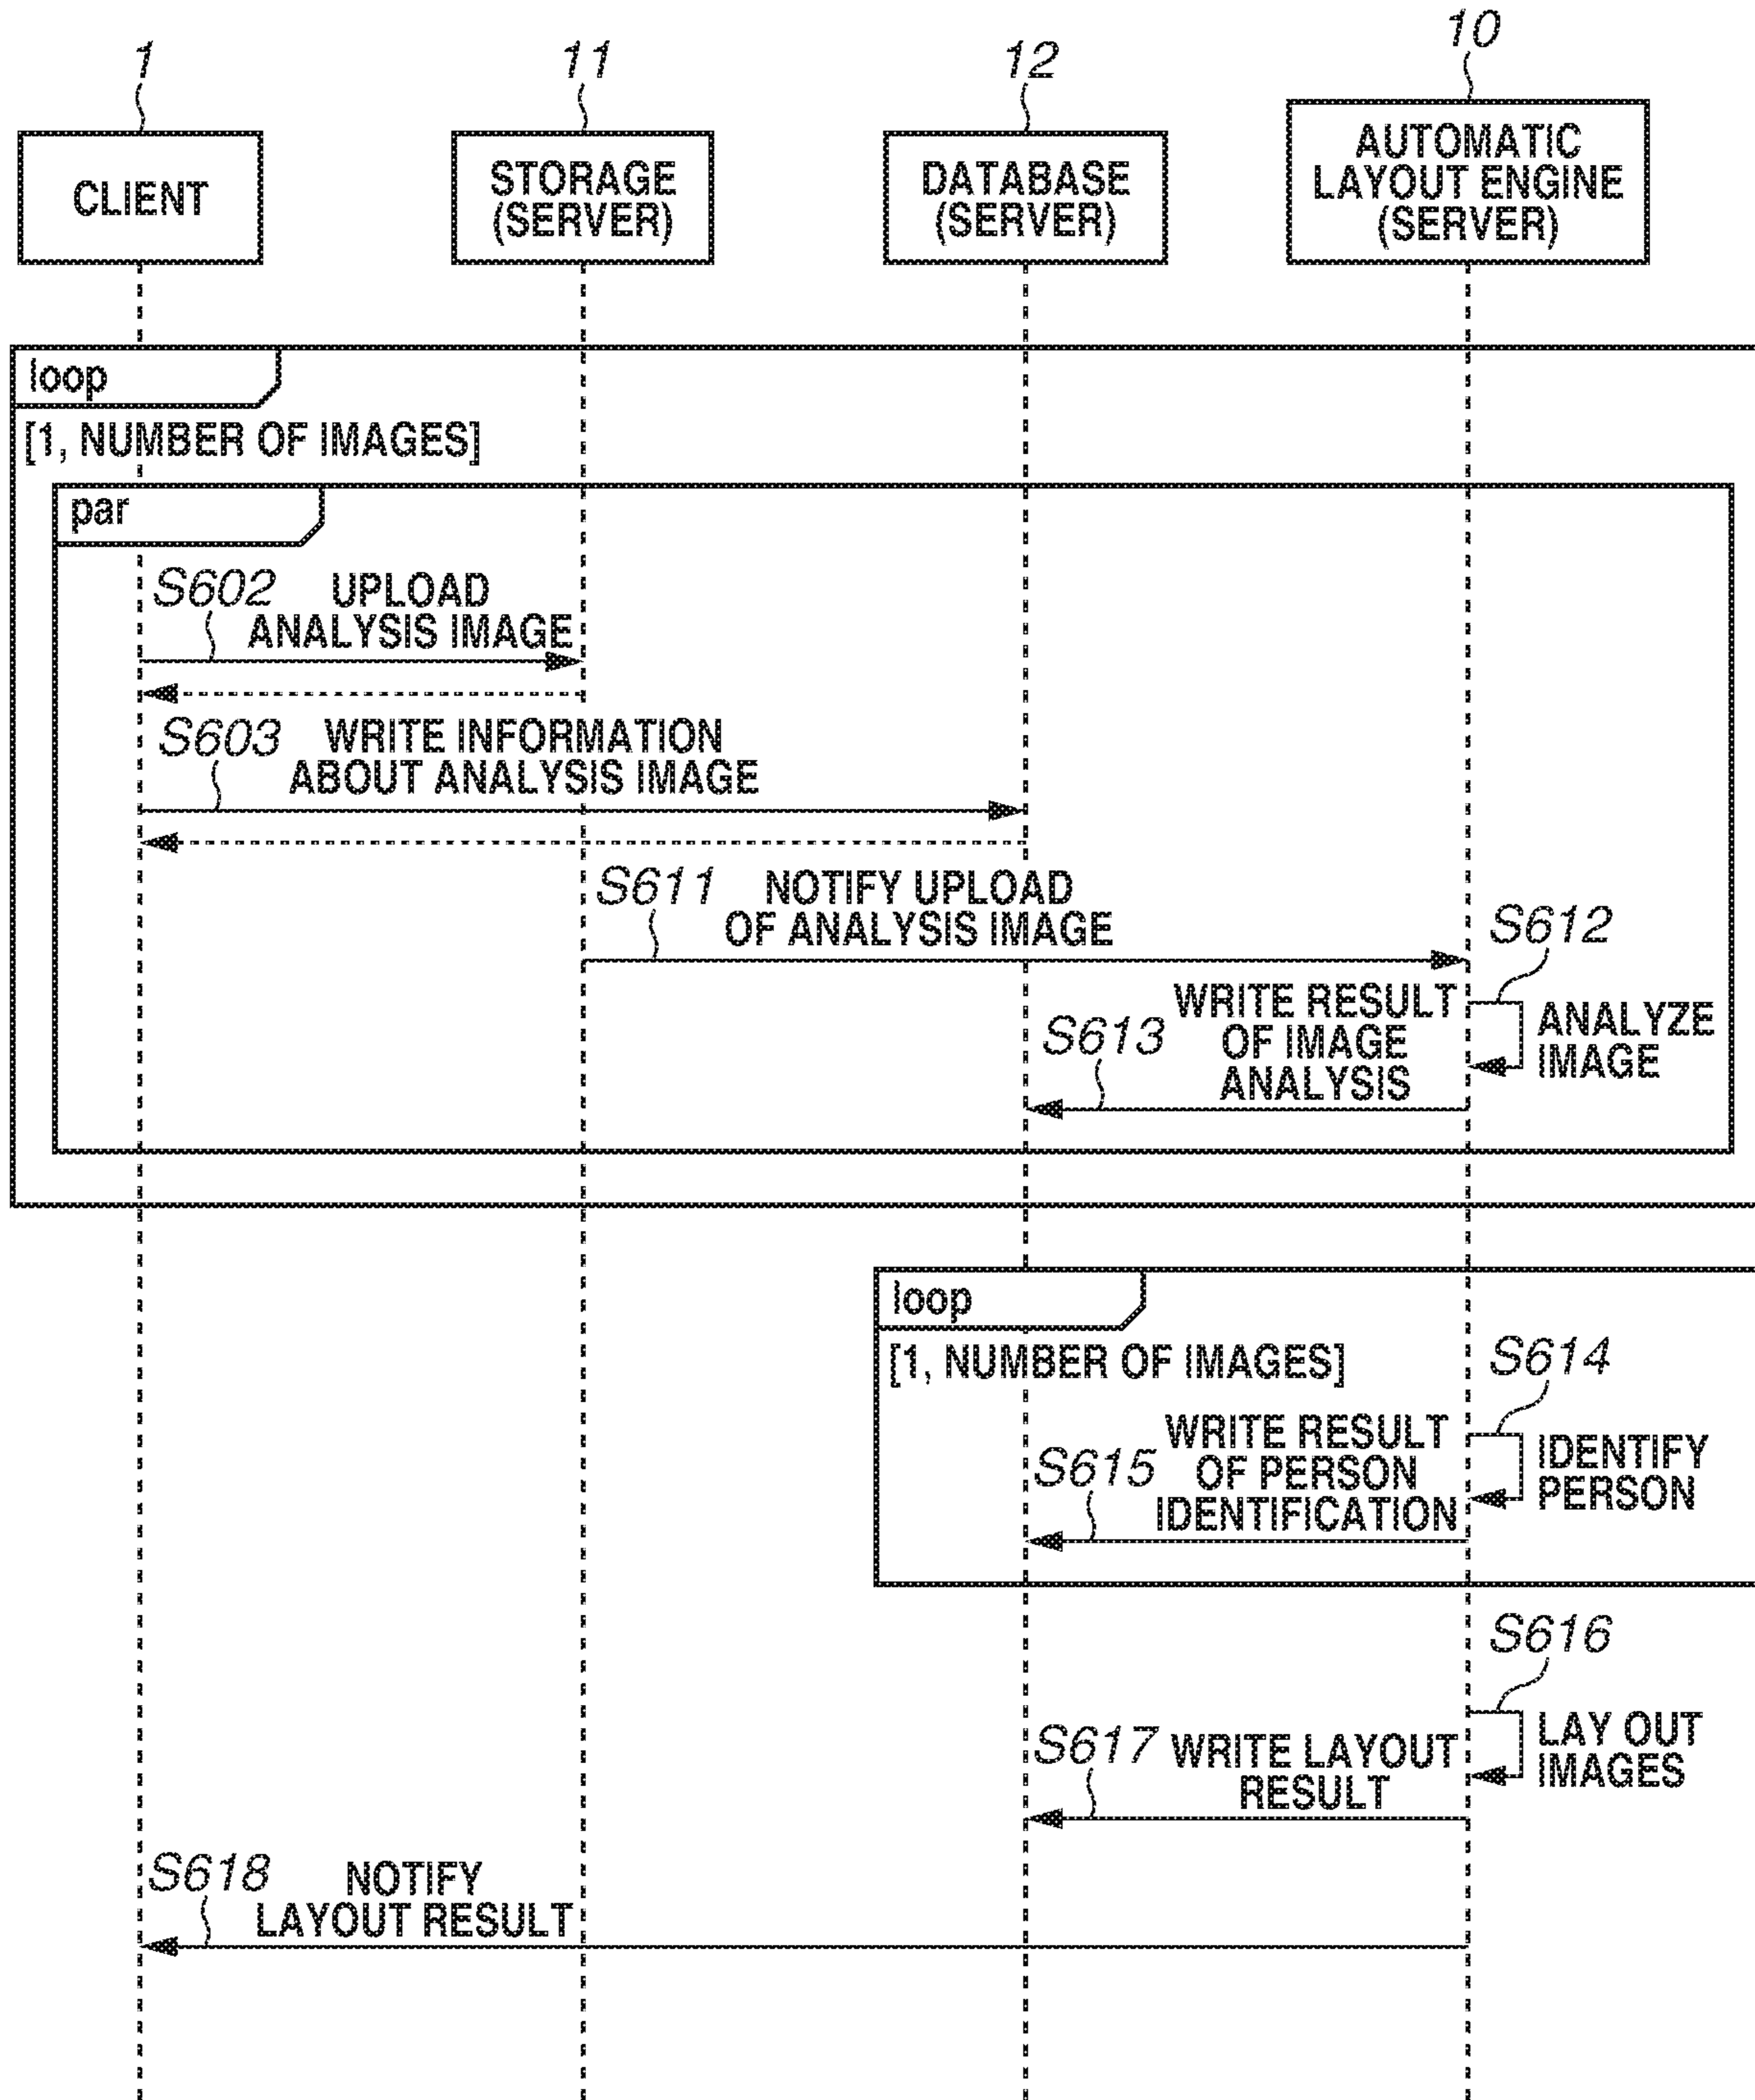 1
11
12
10
CLIENT
STORAGE
(SERVER)
DATABASE
(SERVER)
AUTOMATIC
LAYOUT ENGINE
(SERVER)
loop
[1, NUMBER OF IMAGES]
par
S602
UPLOAD
ANALYSIS IMAGE
S603
WRITE INFORMATION
ABOUT ANALYSIS IMAGE
S611
NOTIFY UPLOAD
OF ANALYSIS IMAGE
S612
ANALYZE
IMAGE
S613
WRITE RESULT
OF IMAGE
ANALYSIS
loop
[1, NUMBER OF IMAGES]
S614
IDENTIFY
PERSON
S615
WRITE RESULT
OF PERSON
IDENTIFICATION
S616
LAY OUT
IMAGES
S617
WRITE LAYOUT
RESULT
S618
NOTIFY
LAYOUT RESULT